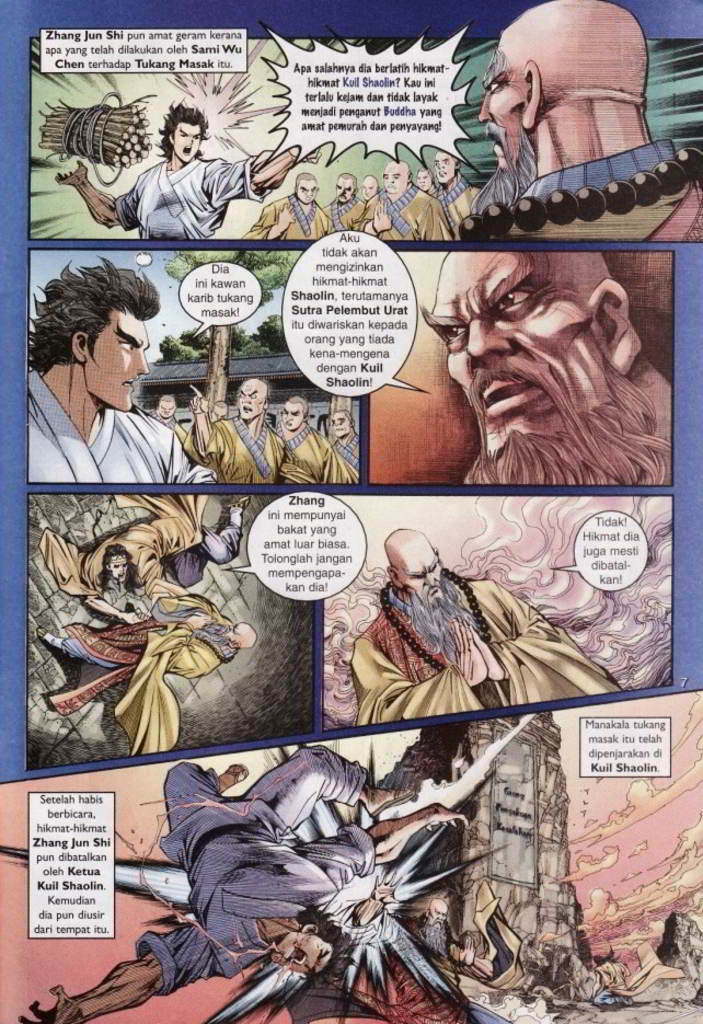 Zhang Jun Shi pun amat geram kerana
apa yang telah dilakukan oleh Sami Wu
Chen terhadap Tukang Masak itu.
Apa salahnya dia berlatih hikmat-
hikmat Kuil Shaolin? Kau ini
terlalu kejam dan tidak layak
menjadi penganut Buddha yang
amat pemurah dan penyayang!
Dia
ini kawan
karib tukang
masak!
Aku
tidak akan
mengizinkan
hikmat-hikmat
Shaolin, terutamanya
Sutra Pelembut Urat
itu diwariskan kepada
orang yang tiada
kena-mengena
dengan Kuil
Shaolin!
Zhang
ini mempunyai
bakat yang
amat luar biasa.
Tolonglah jangan
mempengapa-
kan dia!
Tidak!
Hikmat dia
juga mesti
dibatal-
kan!
7
Manakala tukang
masak itu telah
dipenjarakan di
Kuil Shaolin.
Setelah habis
berbicara,
hikmat-hikmat
Zhang Jun Shi
pun dibatalkan
oleh Ketua
Kuil Shaolin.
Kemudian
dia pun diusir
dari tempat itu.